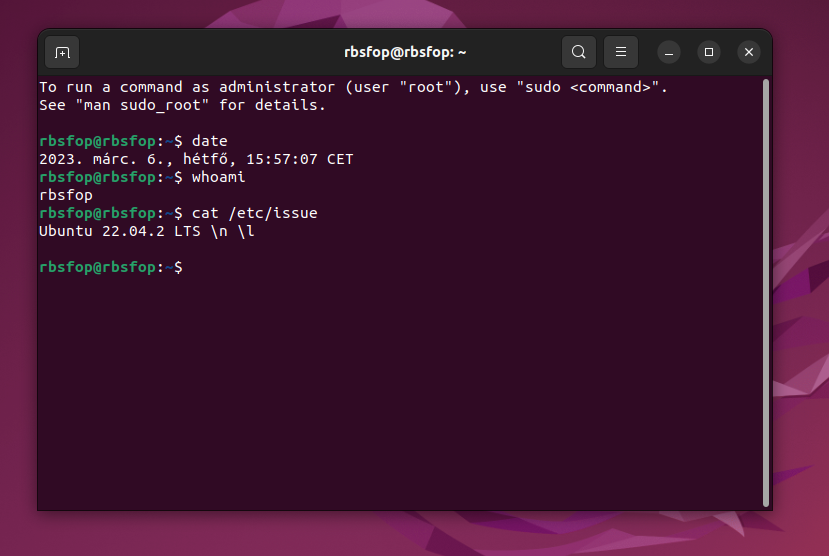 rbsfop@rbsfop: ~
To run a command as administrator (user "root"), use "sudo <command>".
See "man sudo_root" for details.
rbsfop@rbsfop:~$ date
2023. márc. 6., hétfő, 15:57:07 CET
rbsfop@rbsfop:~$ whoami
rbsfop
rbsfop@rbsfop:~$ cat /etc/issue
Ubuntu 22.04.2 LTS \n \l
rbsfop@rbsfop:~$